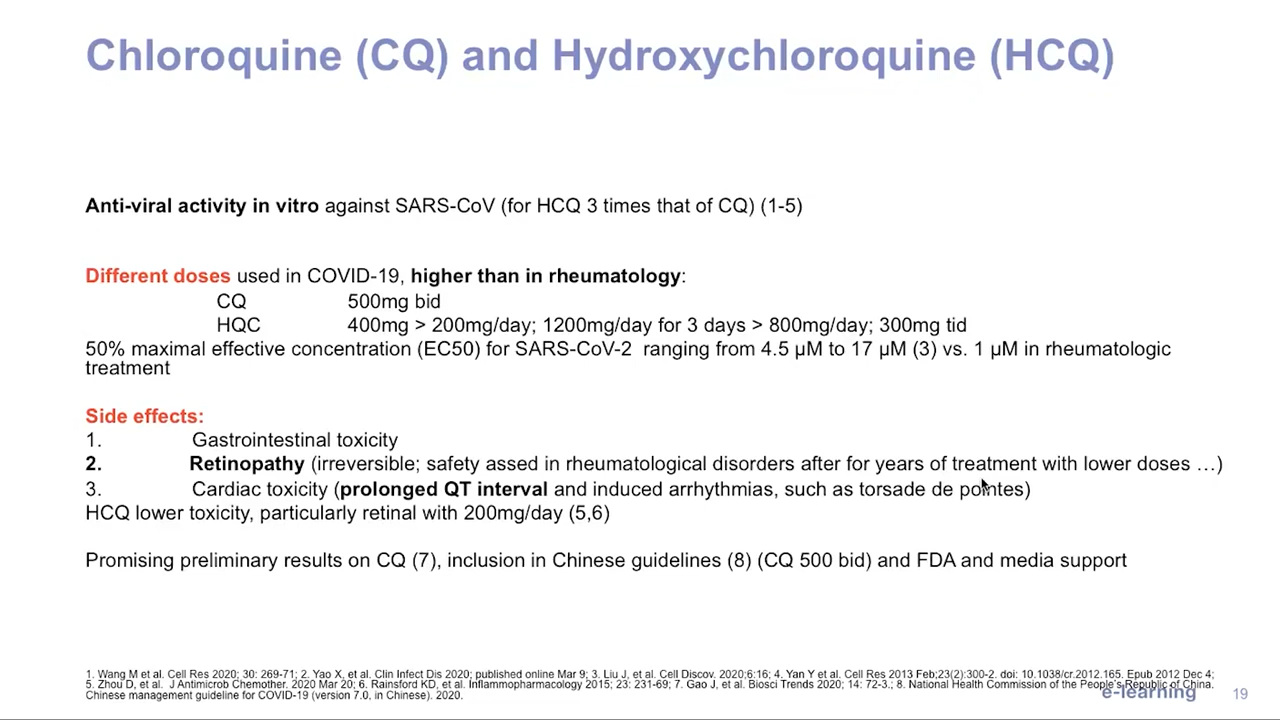 Chloroquine (CQ) and Hydroxychloroquine (HCQ)
Anti-viral activity in vitro against SARS-CoV (for HCQ 3 times that of CQ) (1-5)
Different doses used in COVID-19, higher than in rheumatology:
CQ 500mg bid
HQC 400mg > 200mg/day; 1200mg/day for 3 days > 800mg/day; 300mg tid
50% maximal effective concentration (EC50) for SARS-CoV-2 ranging from 4.5 µM to 17 µM (3) vs. 1 µM in rheumatologic
treatment
Side effects:
1. Gastrointestinal toxicity
2. Retinopathy (irreversible; safety assed in rheumatological disorders after for years of treatment with lower doses …)
3. Cardiac toxicity (prolonged QT interval and induced arrhythmias, such as torsade de pointes)
HCQ lower toxicity, particularly retinal with 200mg/day (5,6)
Promising preliminary results on CQ (7), inclusion in Chinese guidelines (8) (CQ 500 bid) and FDA and media support
1. Wang M et al. Cell Res 2020; 30: 269-71; 2. Yao X, et al. Clin Infect Dis 2020; published online Mar 9; 3. Liu J, et al. Cell Discov. 2020;6:16; 4. Yan Y et al. Cell Res 2013 Feb;23(2):300-2. doi: 10.1038/cr.2012.165. Epub 2012 Dec 4;
5. Zhou D, et al. J Antimicrob Chemother. 2020 Mar 20; 6. Rainsford KD, et al. Inflammopharmacology 2015; 23: 231-69; 7. Gao J, et al. Biosci Trends 2020; 14: 72-3.; 8. National Health Commission of the People's Republic of China.
Chinese management guideline for COVID-19 (version 7.0, in Chinese). 2020.
e-learning 19